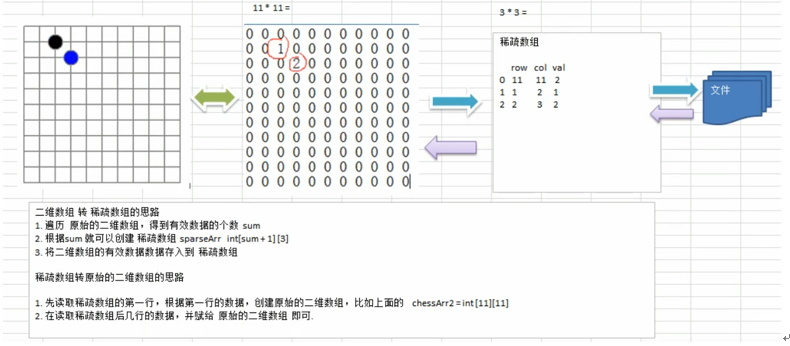 11 * 11 =
3 * 3 =
0 0 0 0 0 0 0 0 0 0 0
0 0 1 0 0 0 0 0 0 0 0
0 0 0 2 0 0 0 0 0 0 0
0 0 0 0 0 0 0 0 0 0 0
0 0 0 0 0 0 0 0 0 0 0
0 0 0 0 0 0 0 0 0 0 0
0 0 0 0 0 0 0 0 0 0 0
0 0 0 0 0 0 0 0 0 0 0
0 0 0 0 0 0 0 0 0 0 0
0 0 0 0 0 0 0 0 0 0 0
0 0 0 0 0 0 0 0 0 0 0
稀疏数组
row col val
0 11 11 2
1 1 2 1
2 2 3 2
文件
二维数组 转 稀疏数组的思路
1. 遍历 原始的二维数组，得到有效数据的个数 sum
2. 根据sum 就可以创建 稀疏数组 sparseArr int[sum + 1] [3]
3. 将二维数组的有效数据数据存入到 稀疏数组
稀疏数组转原始的二维数组的思路
1. 先读取稀疏数组的第一行，根据第一行的数据，创建原始的二维数组，比如上面的 chessArr2 = int [11][11]
2. 在读取稀疏数组后几行的数据，并赋给 原始的二维数组 即可.